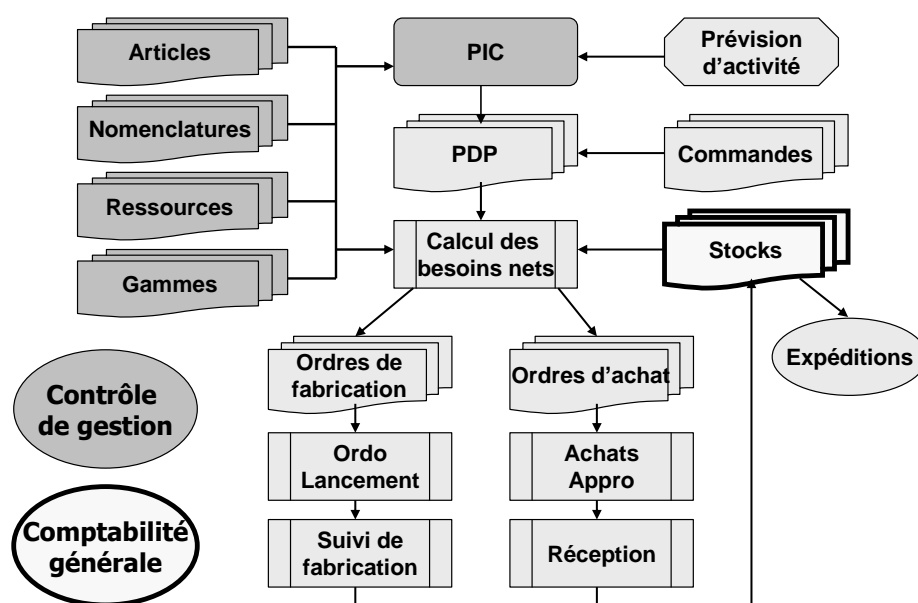 Articles
PIC
Prévision
d’activité
Nomenclatures
PDP
Commandes
Ressources
Calcul des
besoins nets
Stocks
Gammes
Ordres de
fabrication
Ordres d’achat
Expéditions
Contrôle
de gestion
Ordo
Lancement
Achats
Appro
Comptabilité
générale
Suivi de
fabrication
Réception